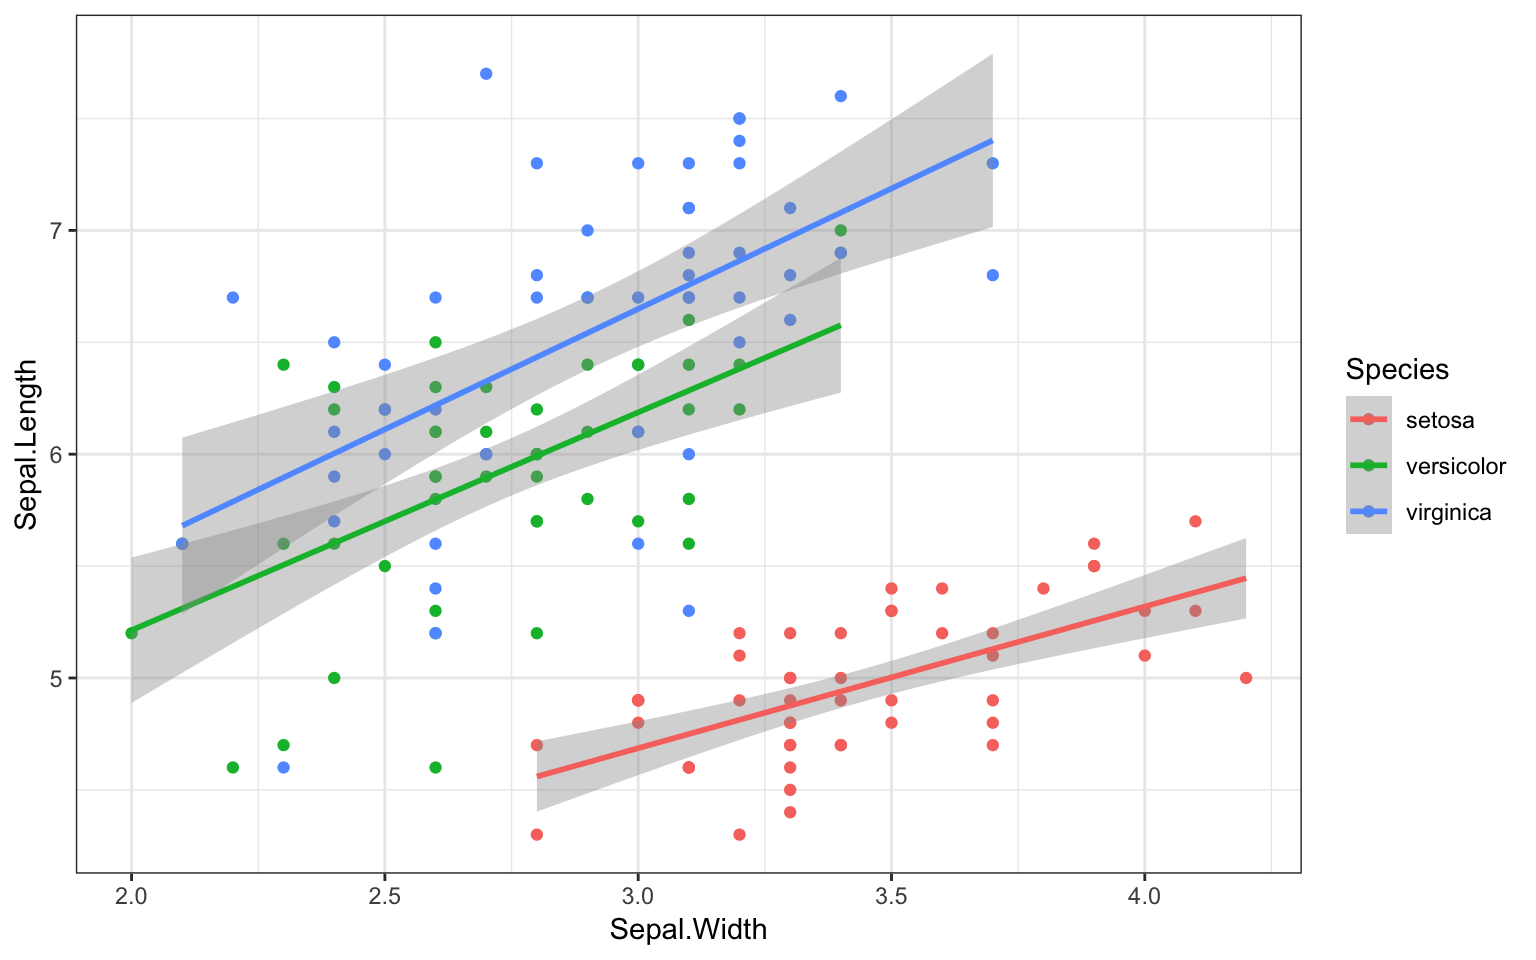 Sepal.Length
7
6
5
2.0
2.5
3.0
3.5
4.0
Sepal.Width
Species
setosa
versicolor
virginica